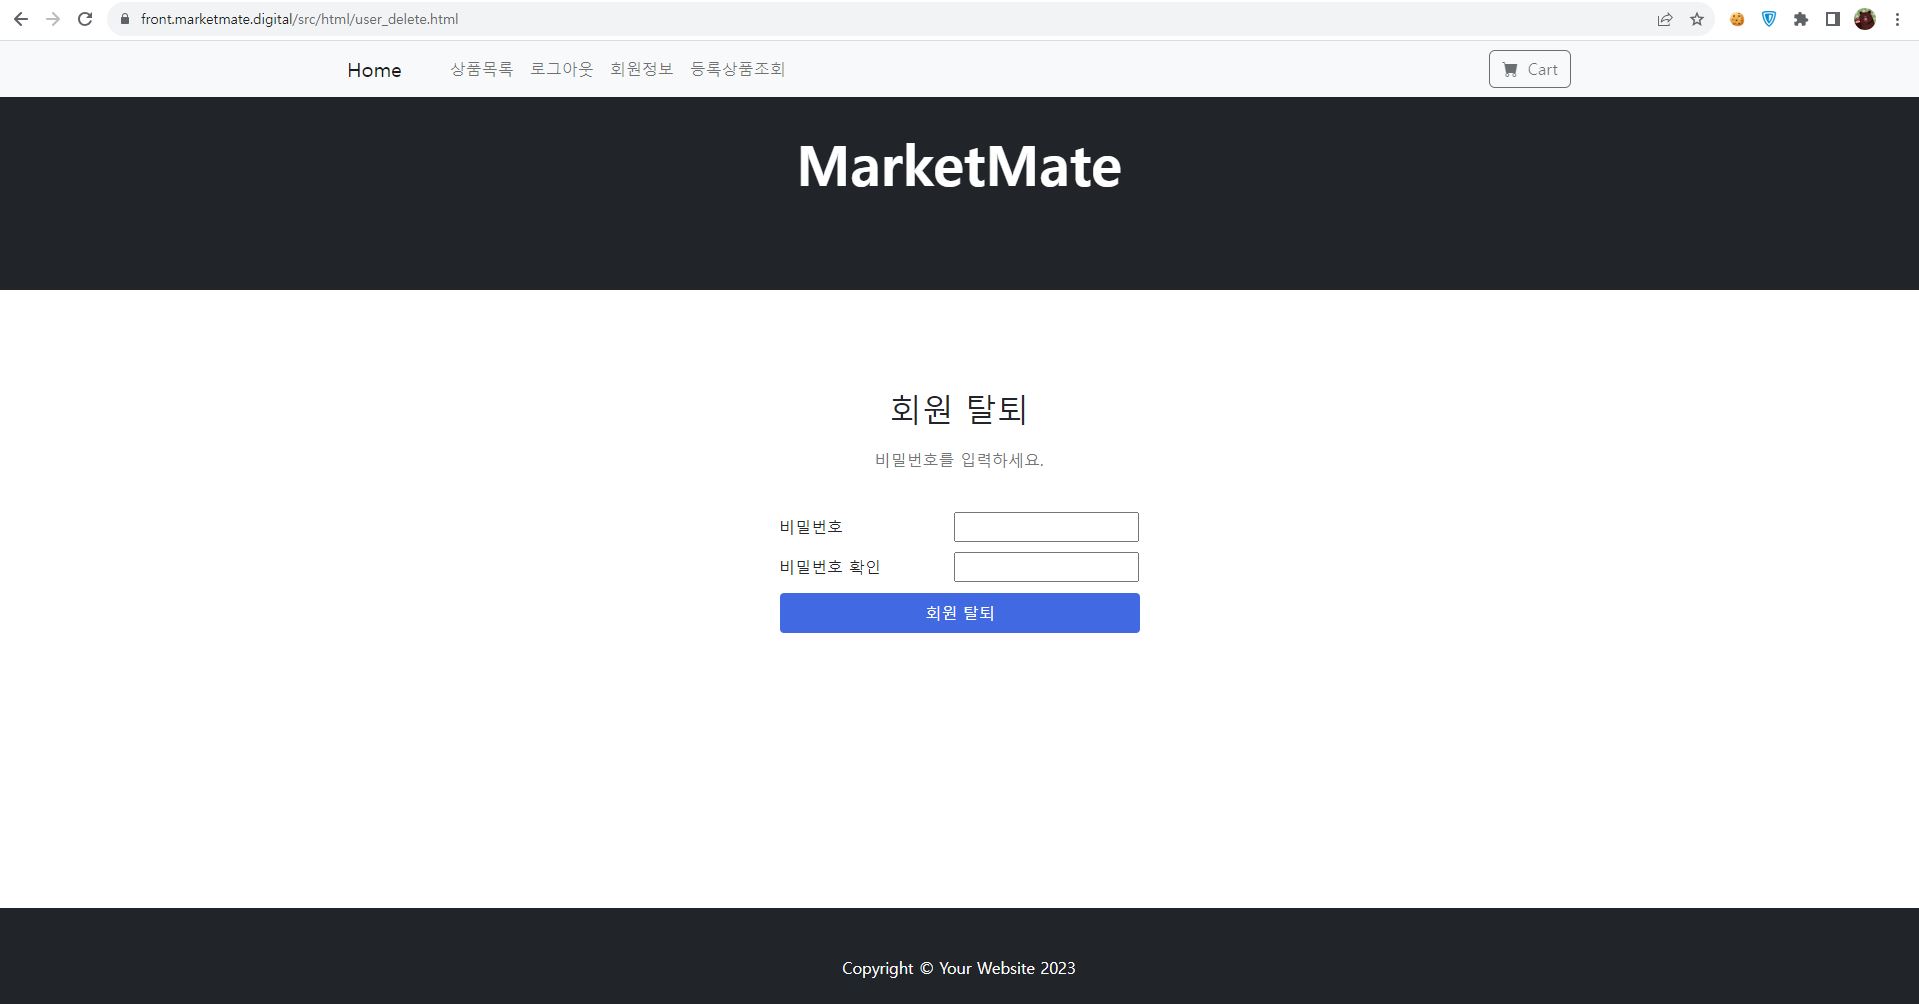 front.marketmate.digital/src/html/user_delete.html
Home 상품목록 로그아웃 회원정보 등록상품조회 Cart
MarketMate
회원 탈퇴
비밀번호를 입력하세요.
비밀번호
비밀번호 확인
회원 탈퇴
Copyright © Your Website 2023